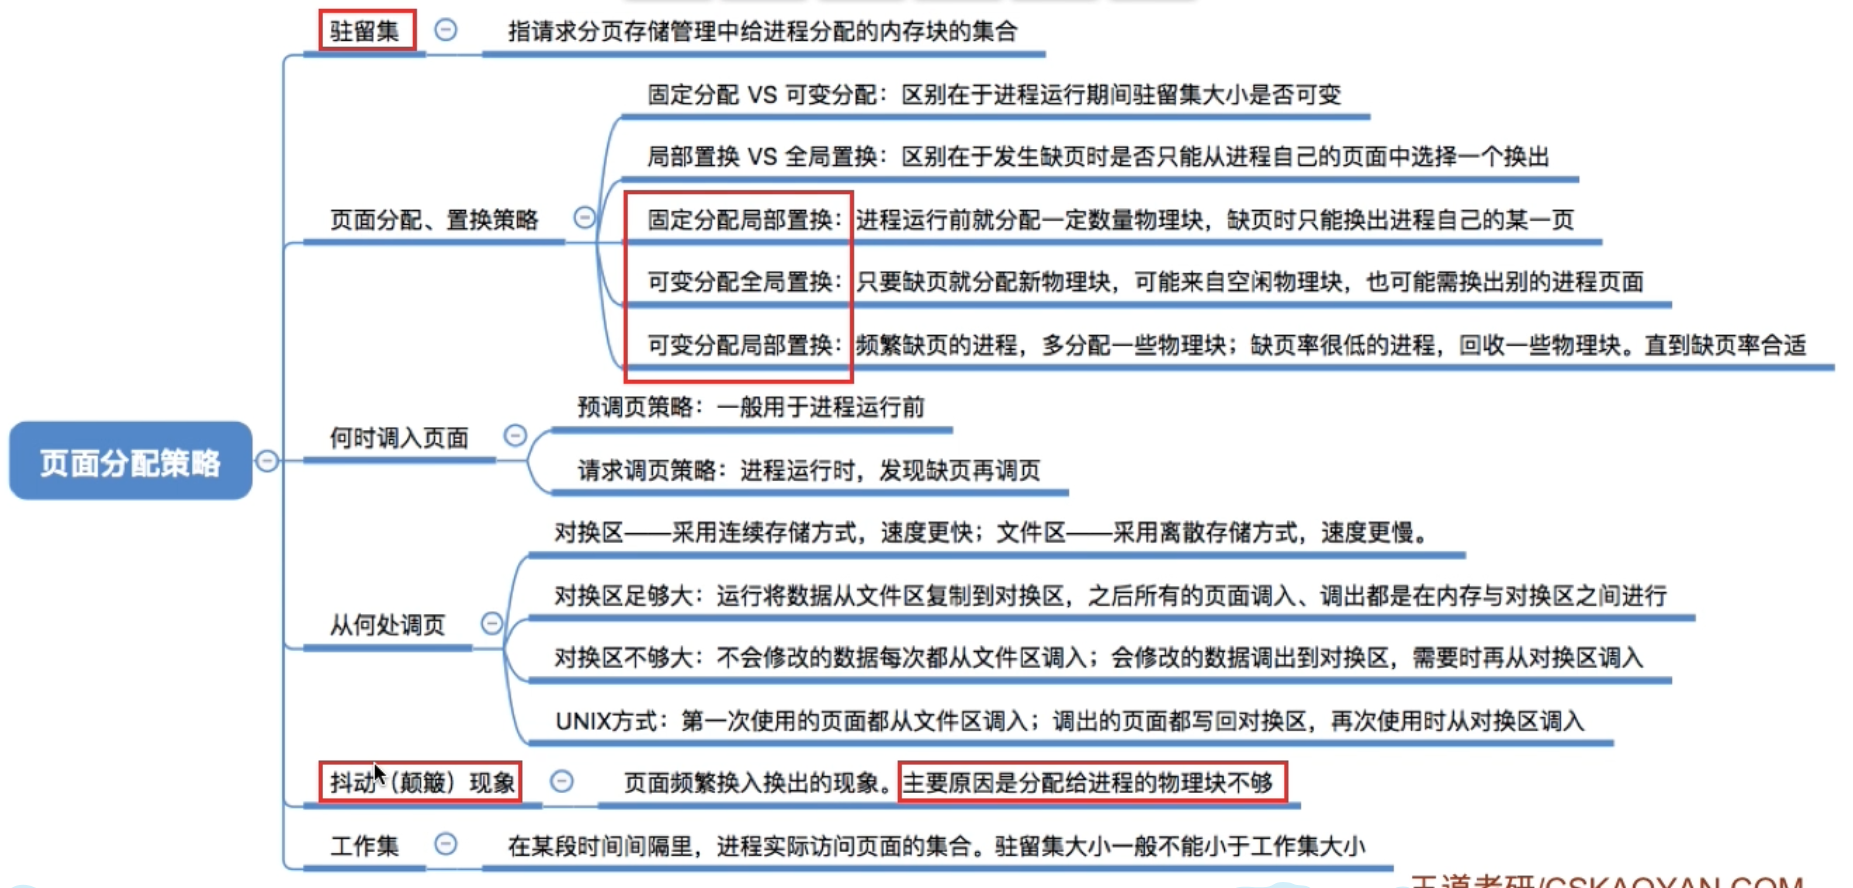 驻留集
指请求分页存储管理中给进程分配的内存块的集合
固定分配 VS 可变分配：区别在于进程运行期间驻留集大小是否可变
局部置换 VS 全局置换：区别在于发生缺页时是否只能从进程自己的页面中选择一个换出
页面分配、置换策略
固定分配局部置换：进程运行前就分配一定数量物理块，缺页时只能换出进程自己的某一页
可变分配全局置换：只要缺页就分配新物理块，可能来自空闲物理块，也可能需换出别的进程页面
可变分配局部置换：频繁缺页的进程，多分配一些物理块；缺页率很低的进程，回收一些物理块。直到缺页率合适
页面分配策略
何时调入页面
预调页策略：一般用于进程运行前
请求调页策略：进程运行时，发现缺页再调页
从何处调页
对换区——采用连续存储方式，速度更快；文件区——采用离散存储方式，速度更慢。
对换区足够大：运行将数据从文件区复制到对换区，之后所有的页面调入、调出都是在内存与对换区之间进行
对换区不够大：不会修改的数据每次都从文件区调入；会修改的数据调出到对换区，需要时再从对换区调入
UNIX方式：第一次使用的页面都从文件区调入；调出的页面都写回对换区，再次使用时从对换区调入
抖动（颠簸）现象
页面频繁换入换出的现象。主要原因是分配给进程的物理块不够
工作集
在某段时间间隔里，进程实际访问页面的集合。驻留集大小一般不能小于工作集大小
王道考研/CSKAOYAN.COM